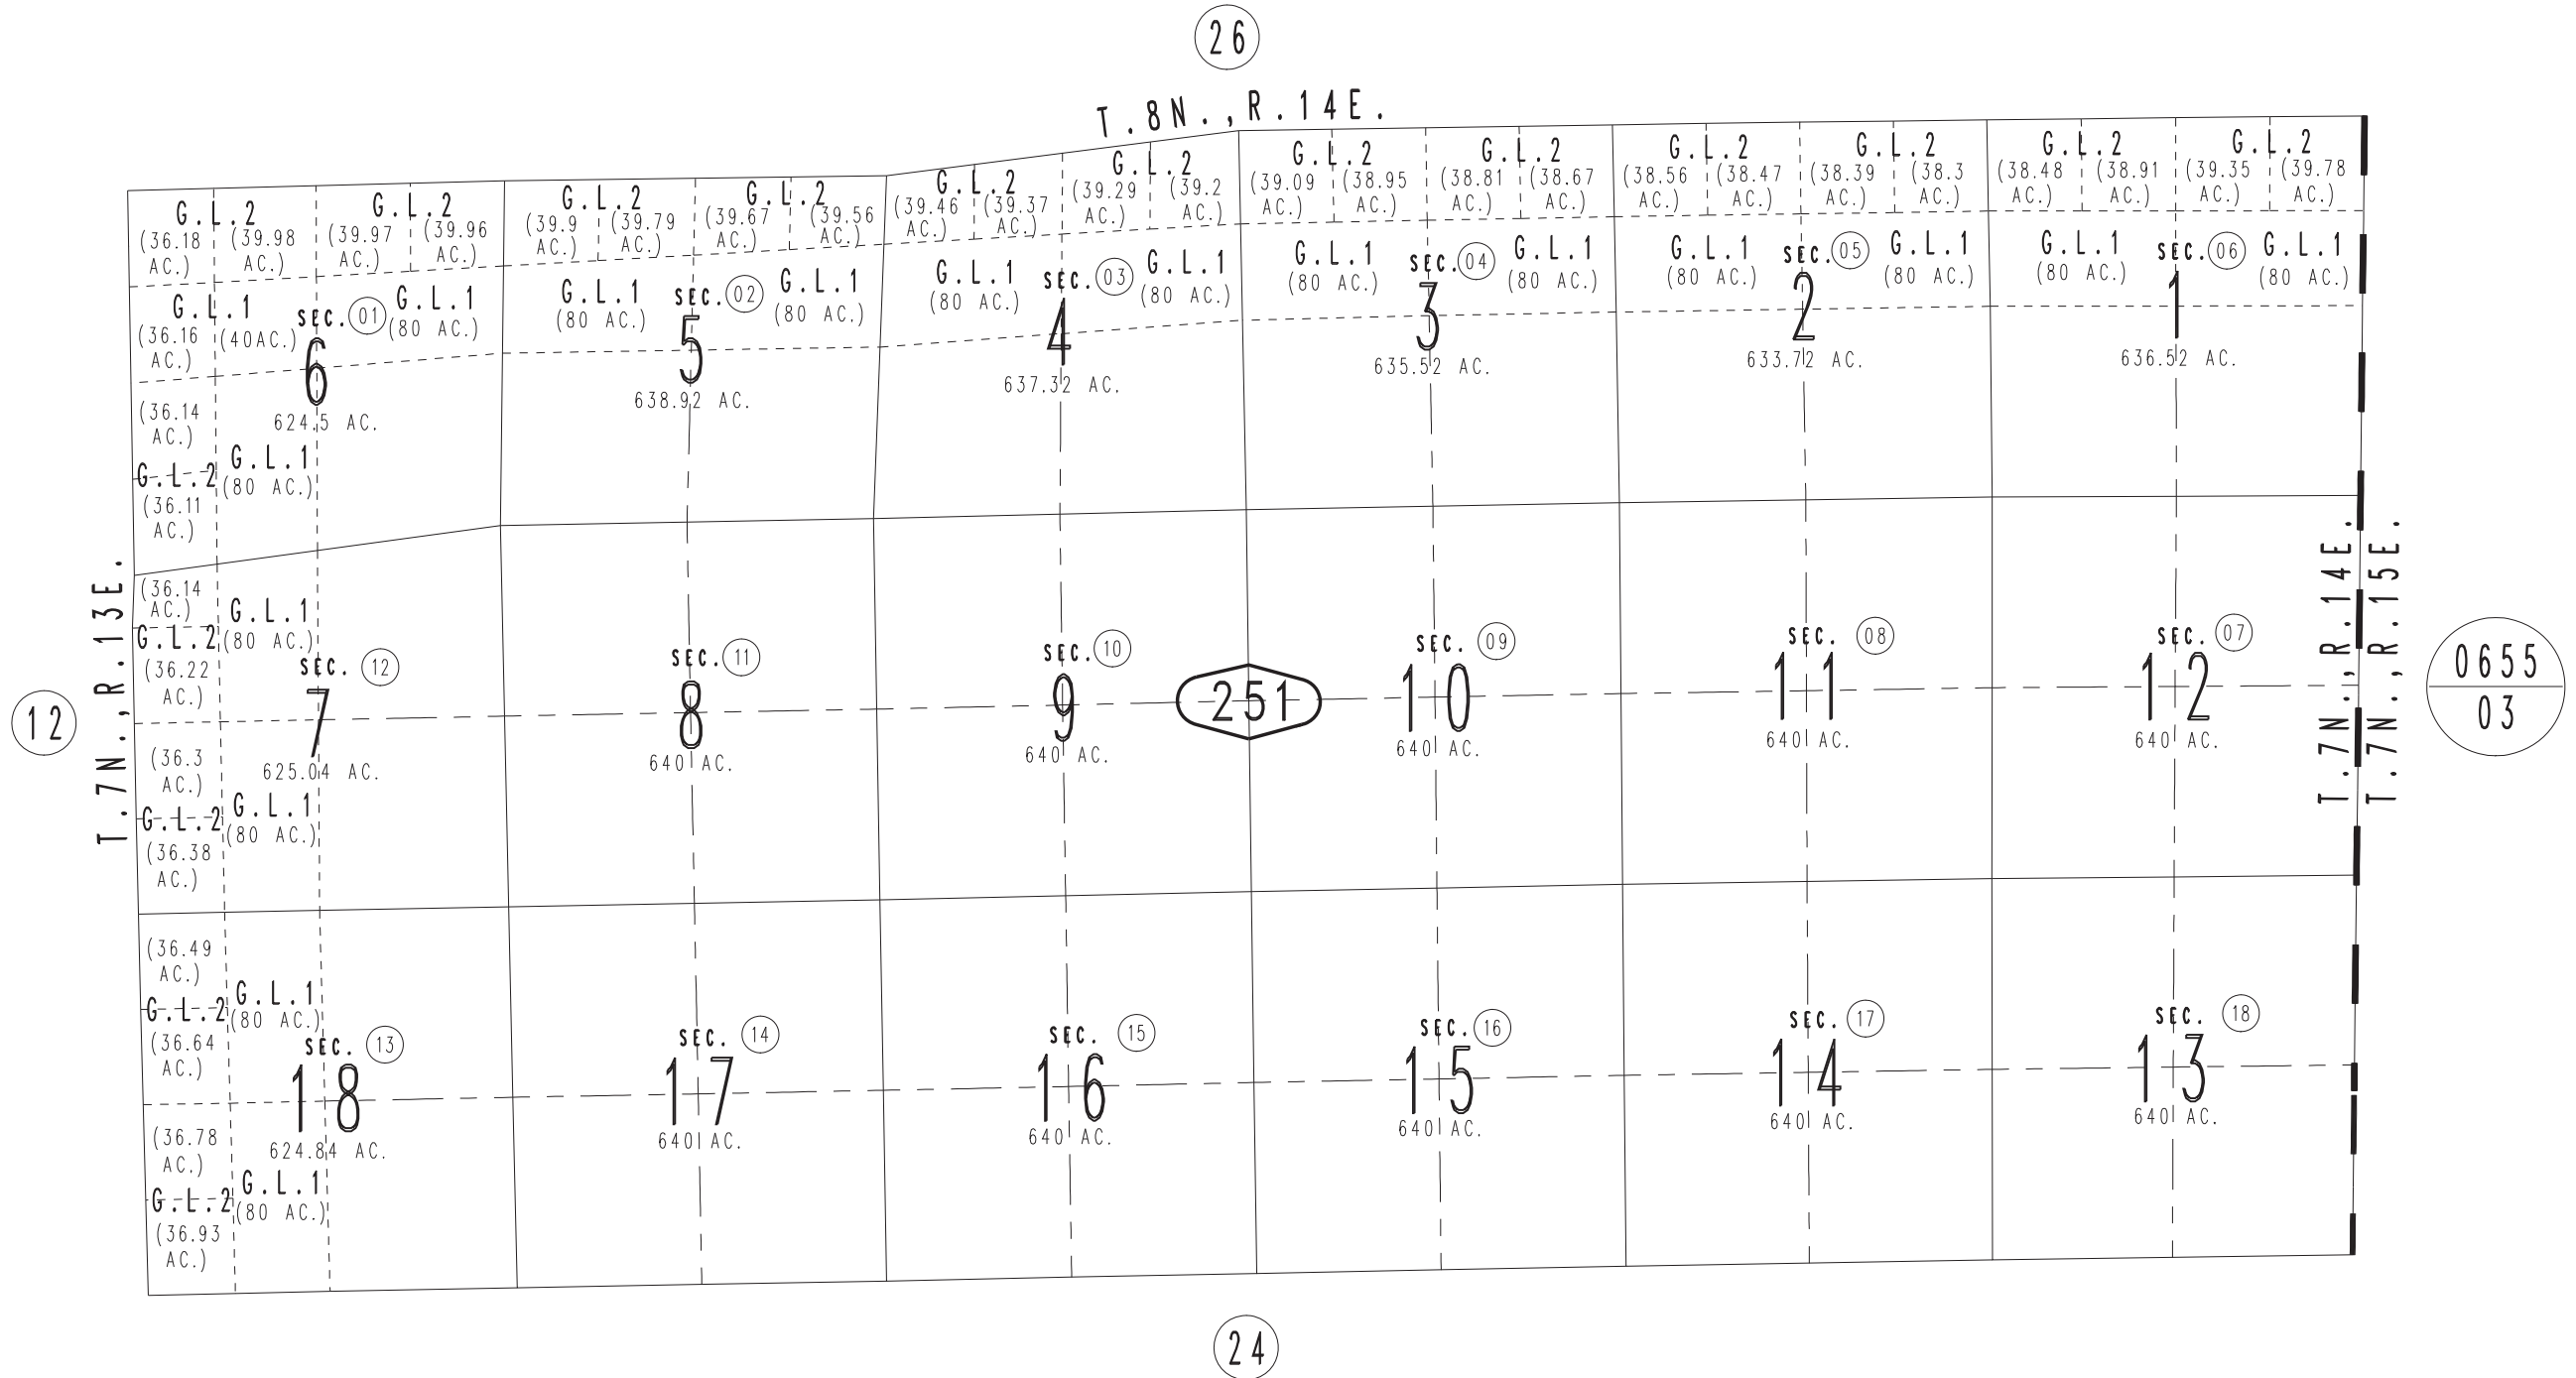 26
T.8N.,R.14E.
G.L.2
(36.18 AC.)
(39.98 AC.)
G.L.2
(39.97 AC.)
(39.96 AC.)
G.L.1
(36.16 AC.)
(40AC.)
SEC. 01
6
G.L.1
(80 AC.)
624.5 AC.
(36.14 AC.)
G.L.2
(36.11 AC.)
G.L.1
(80 AC.)
G.L.2
(39.9 AC.)
(39.79 AC.)
G.L.2
(39.67 AC.)
(39.56 AC.)
G.L.1
(80 AC.)
SEC. 02
5
G.L.1
(80 AC.)
638.92 AC.
G.L.2
(39.46 AC.)
(39.37 AC.)
G.L.2
(39.29 AC.)
(39.2 AC.)
G.L.1
(80 AC.)
SEC. 03
4
G.L.1
(80 AC.)
637.32 AC.
G.L.2
(39.09 AC.)
(38.95 AC.)
G.L.2
(38.81 AC.)
(38.67 AC.)
G.L.1
(80 AC.)
SEC. 04
3
G.L.1
(80 AC.)
635.52 AC.
G.L.2
(38.56 AC.)
(38.47 AC.)
G.L.2
(38.39 AC.)
(38.3 AC.)
G.L.1
(80 AC.)
SEC. 05
2
G.L.1
(80 AC.)
633.72 AC.
G.L.2
(38.48 AC.)
(38.91 AC.)
G.L.2
(39.35 AC.)
(39.78 AC.)
G.L.1
(80 AC.)
SEC. 06
1
G.L.1
(80 AC.)
636.52 AC.
12
T.7N.,R.13E.
(36.14 AC.)
G.L.2
(36.22 AC.)
G.L.1
(80 AC.)
SEC. 12
7
625.04 AC.
(36.3 AC.)
G.L.2
(36.38 AC.)
G.L.1
(80 AC.)
SEC. 11
8
640 AC.
SEC. 10
9
640 AC.
251
SEC. 09
10
640 AC.
SEC. 08
11
640 AC.
SEC. 07
12
640 AC.
T.7N.,R.14E.
T.7N.,R.15E.
0655
03
(36.49 AC.)
G.L.2
(36.64 AC.)
G.L.1
(80 AC.)
SEC. 13
18
624.84 AC.
(36.78 AC.)
G.L.2
(36.93 AC.)
G.L.1
(80 AC.)
SEC. 14
17
640 AC.
SEC. 15
16
640 AC.
SEC. 16
15
640 AC.
SEC. 17
14
640 AC.
SEC. 18
13
640 AC.
24